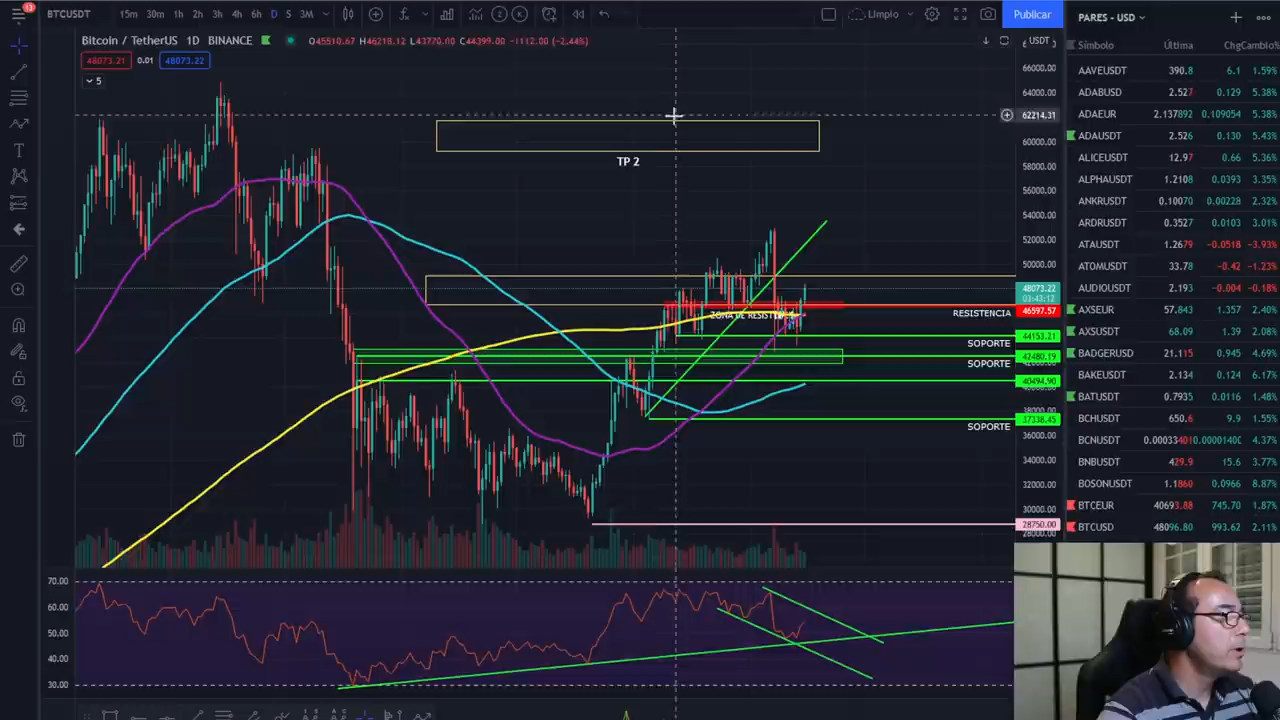 13
BTCUSDT
15m 30m 1h 2h 3h 4h 6h D S 3M
Limpio
Publicar
PARES - USD
Bitcoin / TetherUS 1D BINANCE O45510.67 H46218.12 L43770.00 C44399.00 -1112.00 (-2.44%)
USDT
48073.21 0.01 48073.22
5
66000.00
64000.00
62214.31
60000.00
TP 2
58000.00
56000.00
54000.00
52000.00
50000.00
48073.22
03:43:12
46597.57
RESISTENCIA
ZONA DE RESISTEN
44153.21
SOPORTE
42480.19
SOPORTE
40494.90
38000.00
37338.45
SOPORTE
36000.00
34000.00
32000.00
30000.00
28750.00
28000.00
70.00
60.00
50.00
40.00
30.00
Símbolo Última Chg Cambio%
AAVEUSDT 390.8 6.1 1.59%
ADABUSD 2.527 0.129 5.38%
ADAEUR 2.137892 0.109054 5.38%
ADAUSDT 2.526 0.130 5.43%
ALICEUSDT 12.97 0.66 5.36%
ALPHAUSDT 1.2108 0.0393 3.35%
ANKRUSDT 0.10070 0.00228 2.32%
ARDRUSDT 0.3527 0.0103 3.01%
ATAUSDT 1.2679 -0.0518 -3.93%
ATOMUSDT 33.78 -0.42 -1.23%
AUDIOUSDT 2.193 -0.004 -0.18%
AXSEUR 57.843 1.357 2.40%
AXSUSDT 68.09 1.39 2.08%
BADGERUSD 21.115 0.945 4.69%
BAKEUSDT 2.134 0.124 6.17%
BATUSDT 0.7935 0.0116 1.48%
BCHUSDT 650.6 9.9 1.55%
BCNUSDT 0.00033401 0.0000140 4.37%
BNBUSDT 429.9 15.6 3.77%
BOSONUSDT 1.1860 0.0966 8.87%
BTCEUR 40693.88 745.70 1.87%
BTCUSD 48096.80 993.62 2.11%